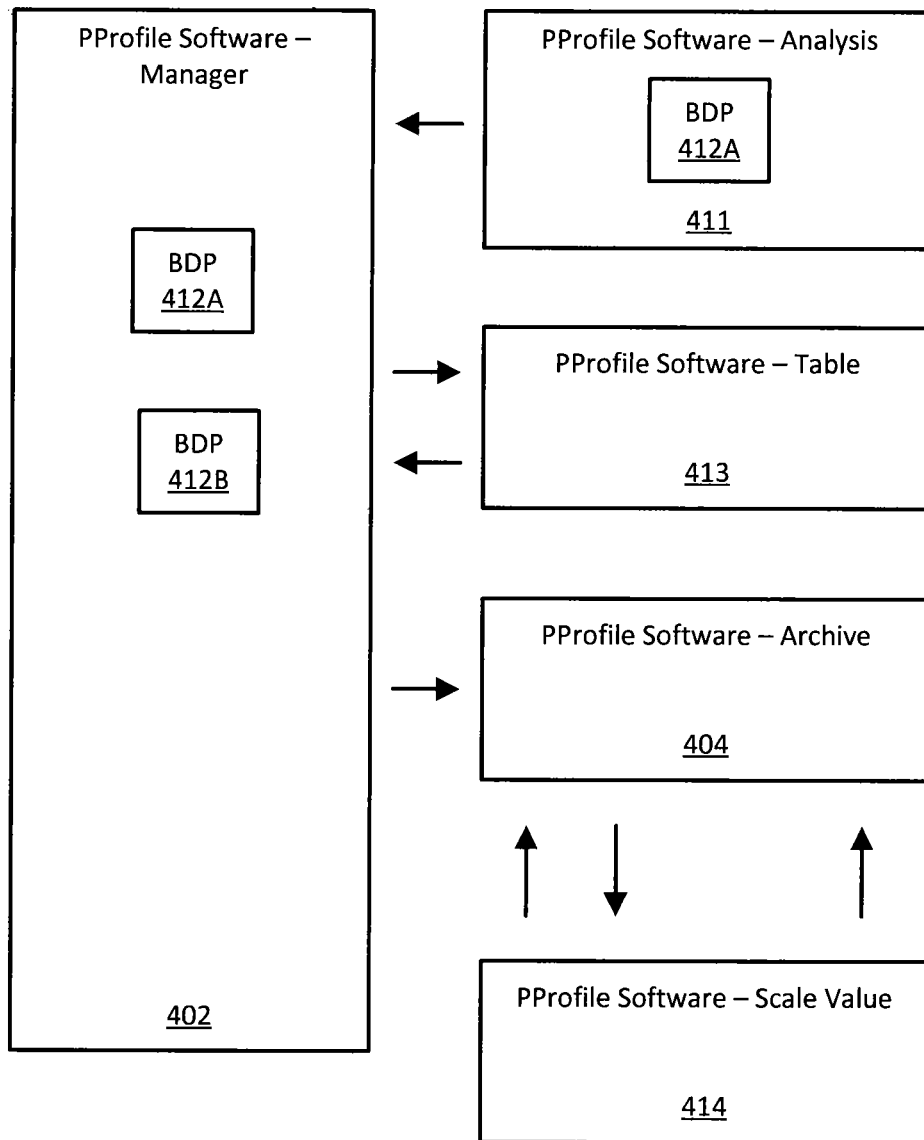 PProfile Software –
Manager
BDP
412A
BDP
412B
402
PProfile Software – Analysis
BDP
412A
411
PProfile Software – Table
413
PProfile Software – Archive
404
PProfile Software – Scale Value
414